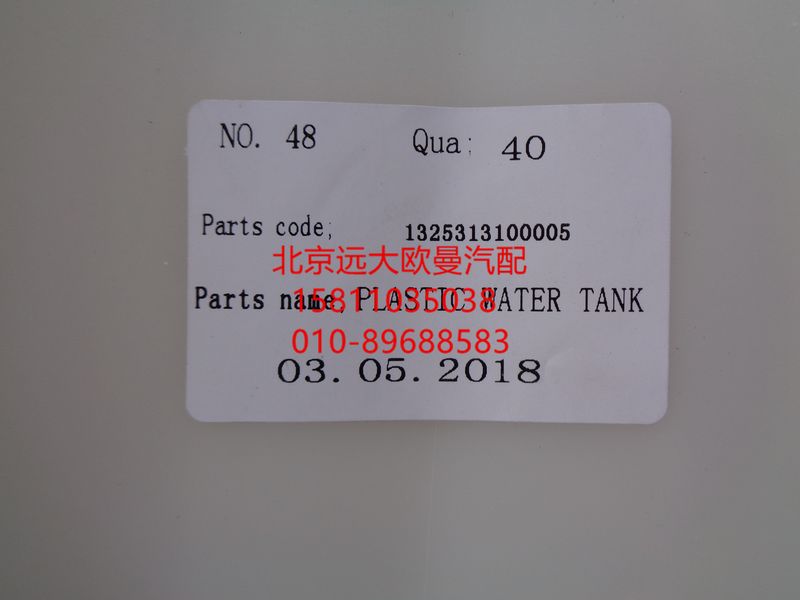 NO. 48 Qua: 40
Parts code; 1325313100005
北京远大欧曼汽配
Parts name, PLASTIC WATER TANK
15811035038
010-89688583
03. 05. 2018